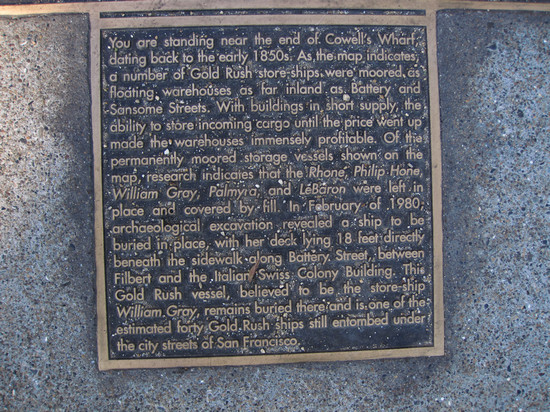 You are standing near the end of Cowell's Wharf,
dating back to the early 1850s. As the map indicates,
a number of Gold Rush store-ships were moored as
floating warehouses as far inland as Battery and
Sansome Streets. With buildings in short supply, the
ability to store incoming cargo until the price went up
made the warehouses immensely profitable. Of the
permanently moored storage vessels shown on the
map, research indicates that the Rhone, Philip Hone,
William Gray, Palmyra, and LeBaron were left in
place and covered by fill. In February of 1980,
archaeological excavation revealed a ship to be
buried in place, with her deck lying 18 feet directly
beneath the sidewalk along Battery Street, between
Filbert and the Italian Swiss Colony Building. This
Gold Rush vessel, believed to be the store-ship
William Gray, remains buried there and is one of the
estimated forty Gold Rush ships still entombed under
the city streets of San Francisco.